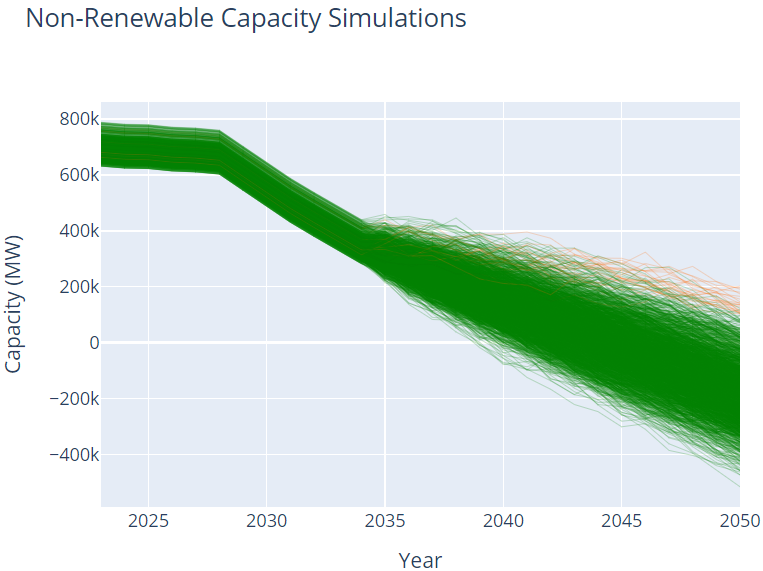 Non-Renewable Capacity Simulations
800k
600k
400k
200k
0
−200k
−400k
Capacity (MW)
2025
2030
2035
2040
2045
2050
Year